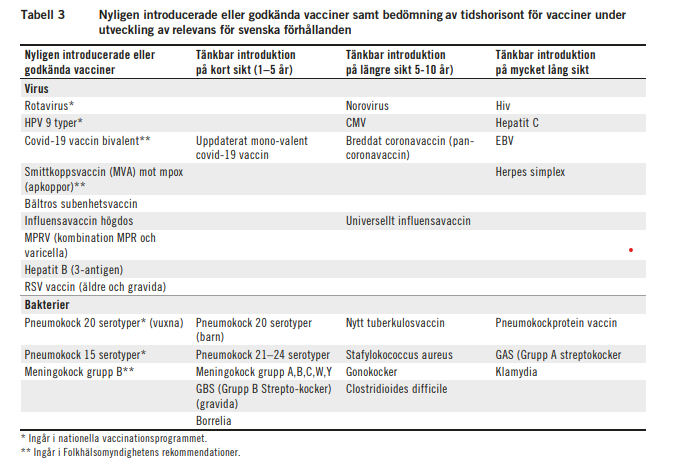 Tabell 3 Nyligen introducerade eller godkända vacciner samt bedömning av tidshorisont för vacciner under
utveckling av relevans för svenska förhållanden
Nyligen introducerade eller Tänkbar introduktion Tänkbar introduktion Tänkbar introduktion
godkända vacciner på kort sikt (1–5 år) på längre sikt 5-10 år) på mycket lång sikt
Virus
Rotavirus* Norovirus Hiv
HPV 9 typer* CMV Hepatit C
Covid-19 vaccin bivalent** Uppdaterat mono-valent Breddat coronavaccin (pan- EBV
covid-19 vaccin coronavaccin)
Smittkoppsvaccin (MVA) mot mpox Herpes simplex
(apkoppor)**
Bältros subenhetsvaccin
Influensavaccin högdos Universellt influensavaccin
MPRV (kombination MPR och
varicella)
Hepatit B (3-antigen)
RSV vaccin (äldre och gravida)
Bakterier
Pneumokock 20 serotyper* (vuxna) Pneumokock 20 serotyper Nytt tuberkulosvaccin Pneumokockprotein vaccin
(barn)
Pneumokock 15 serotyper* Pneumokock 21–24 serotyper Stafylokococcus aureus GAS (Grupp A streptokocker
Meningokock grupp B** Meningokock grupp A,B,C,W,Y Gonokocker Klamydia
GBS (Grupp B Strepto-kocker) Clostridioides difficile
(gravida)
Borrelia
* Ingår i nationella vaccinationsprogrammet.
** Ingår i Folkhälsomyndighetens rekommendationer.